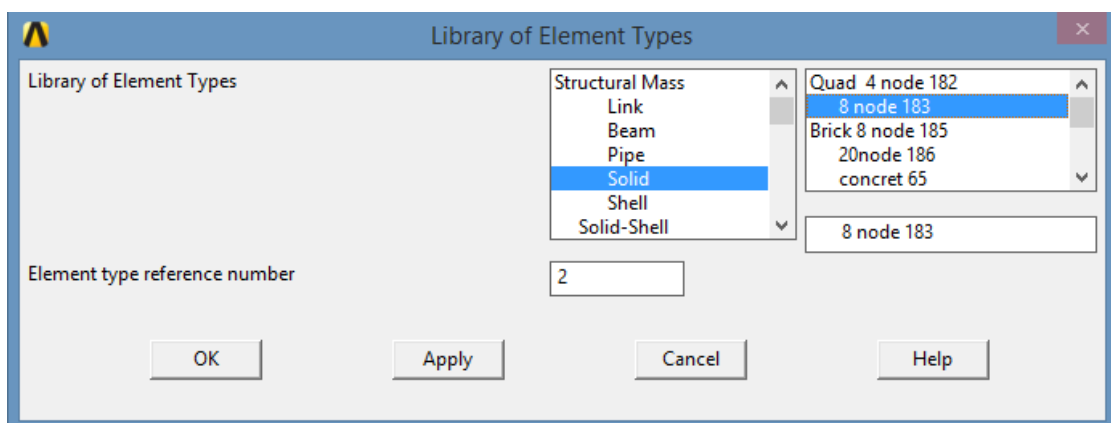 Library of Element Types
Library of Element Types
Structural Mass
Link
Beam
Pipe
Solid
Shell
Solid-Shell
Quad 4 node 182
8 node 183
Brick 8 node 185
20node 186
concret 65
8 node 183
Element type reference number
2
OK
Apply
Cancel
Help